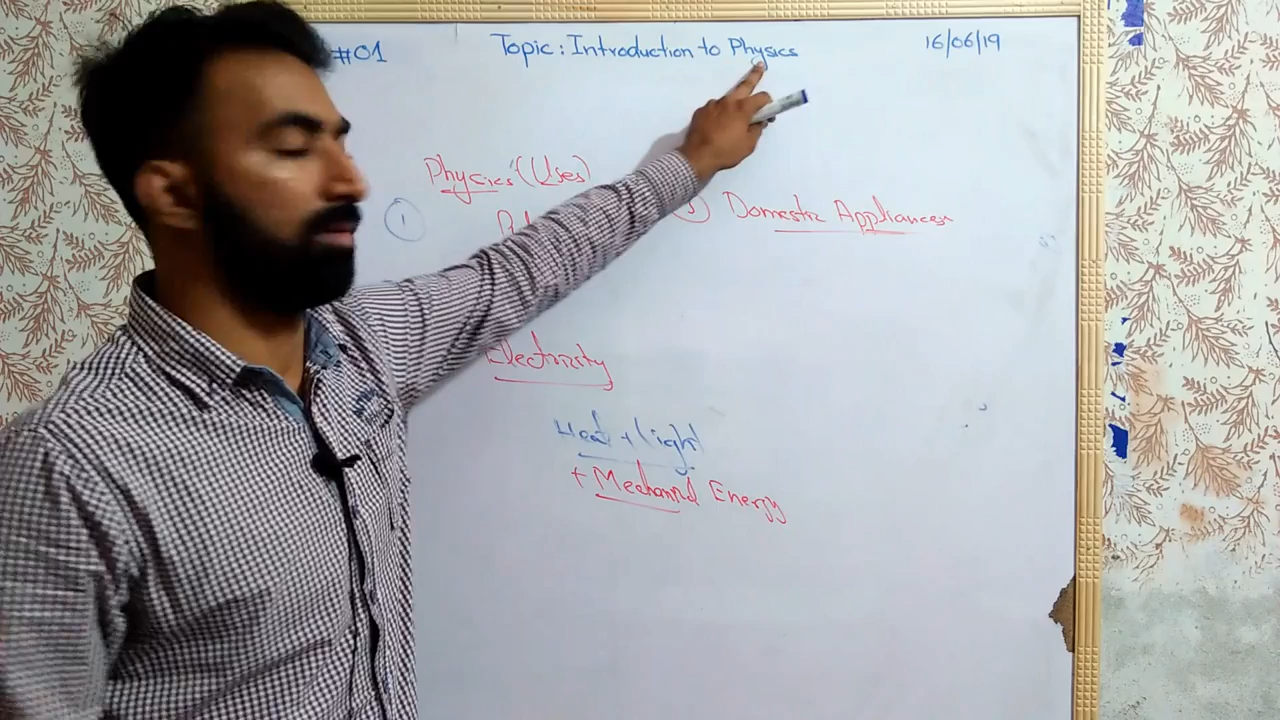 #01 Topic: Introduction to Physics 16/06/19
Physics (Uses)
1
Domestic Appliances
Electricity
Heat + light
+ Mechanical Energy